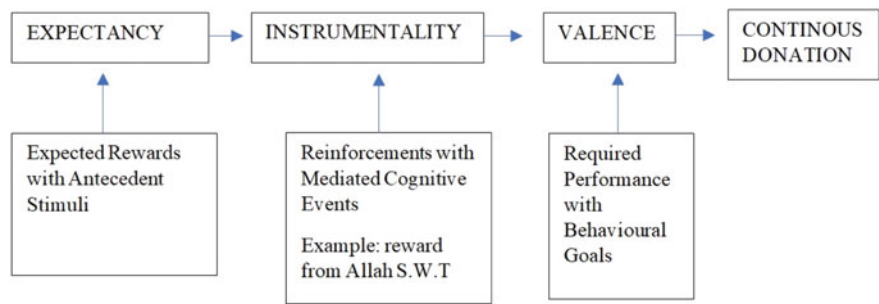 EXPECTANCY
INSTRUMENTALITY
VALENCE
CONTINOUS
DONATION
Expected Rewards
with Antecedent
Stimuli
Reinforcements with
Mediated Cognitive
Events
Example: reward
from Allah S.W.T
Required
Performance
with
Behavioural
Goals